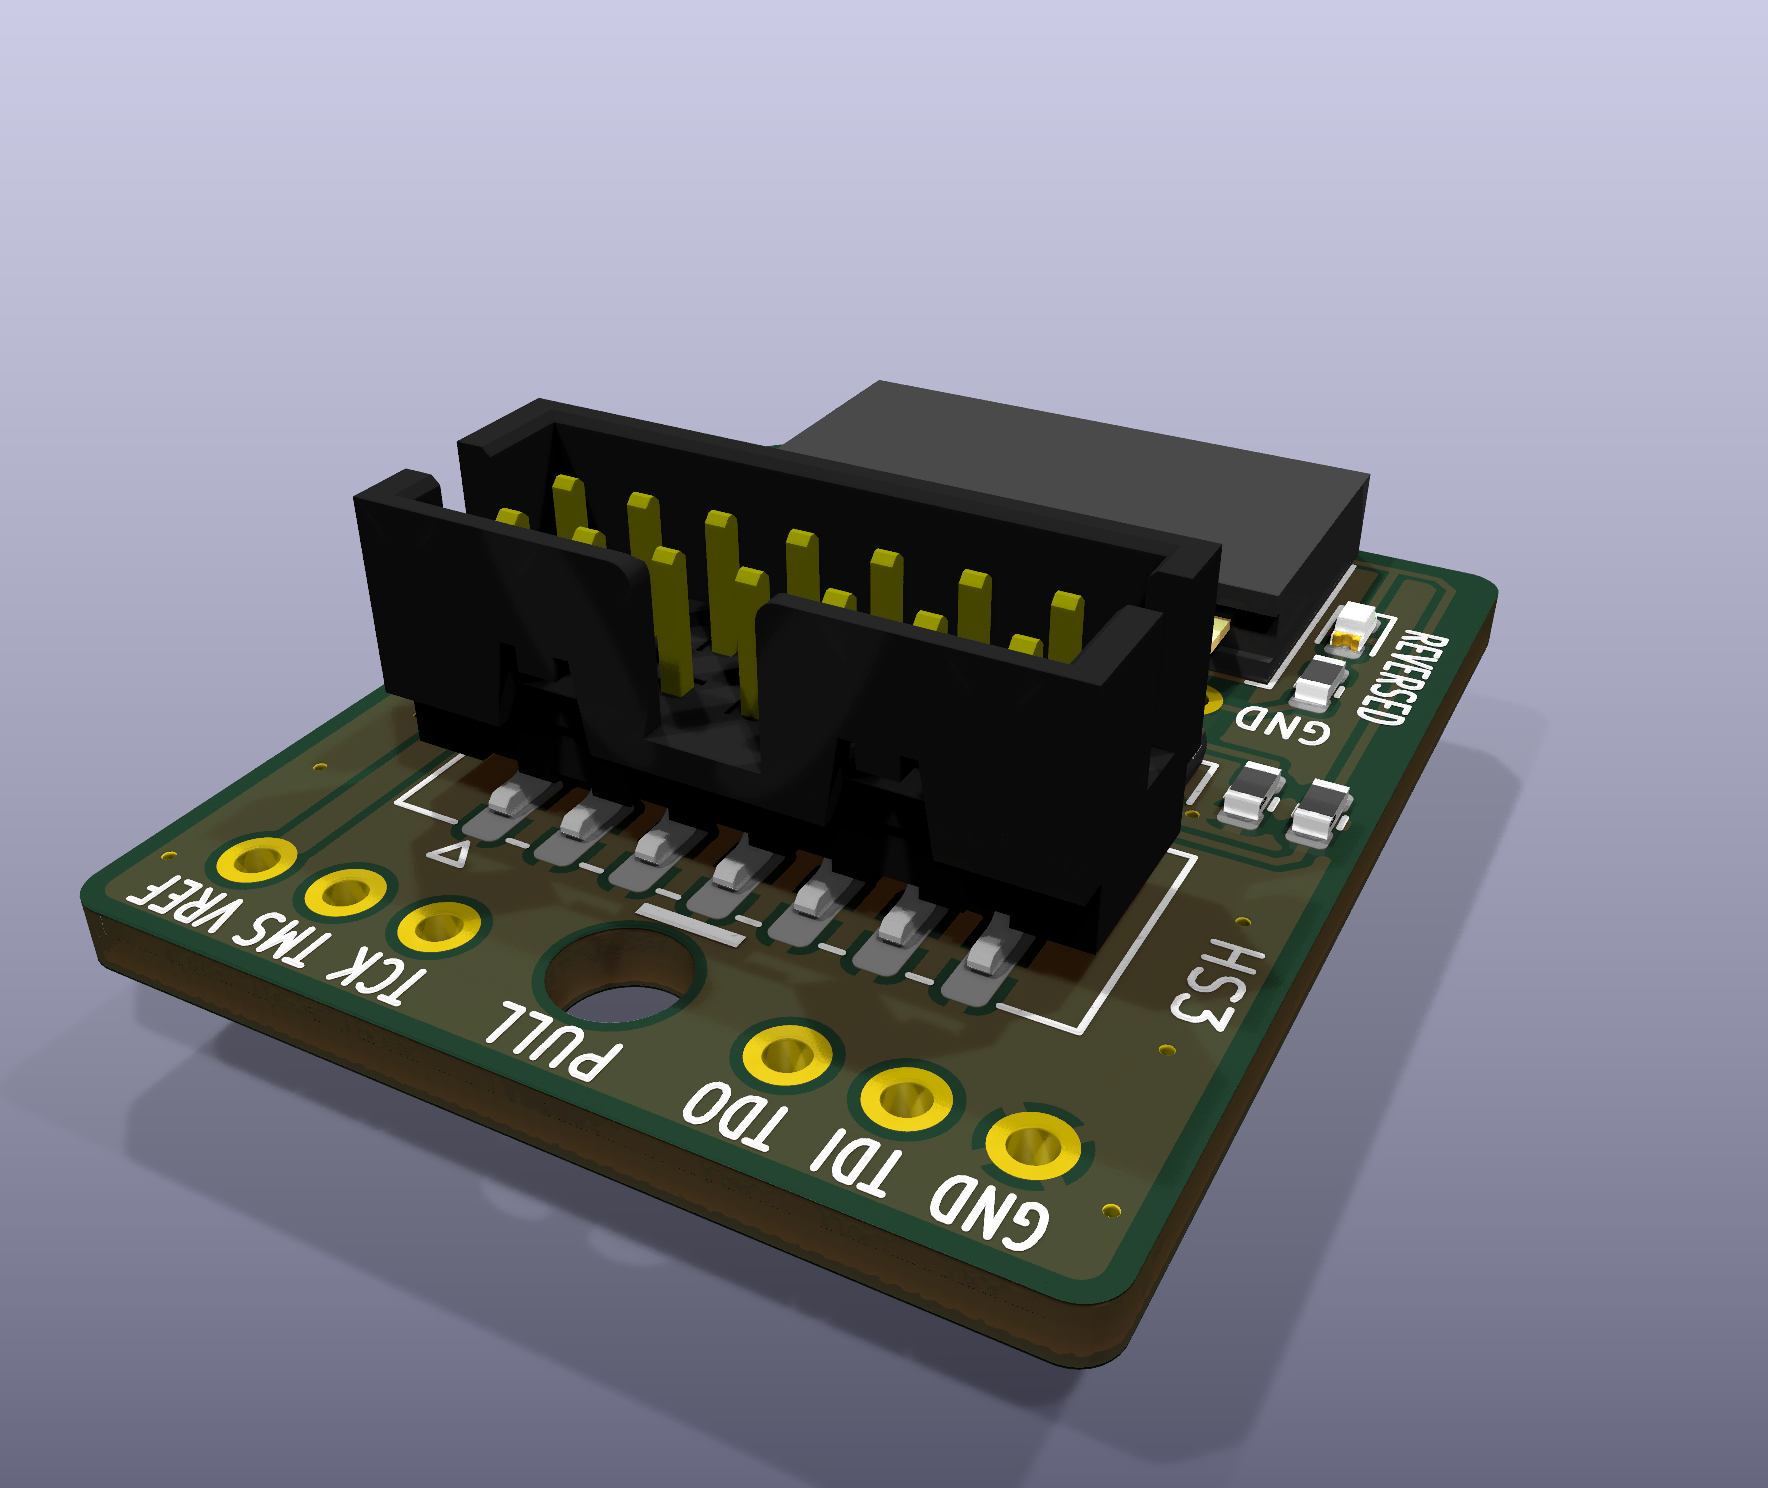 REVERSED
GND
HS3
VREF
TMS
TCK
PULL
TDO
TDI
GND